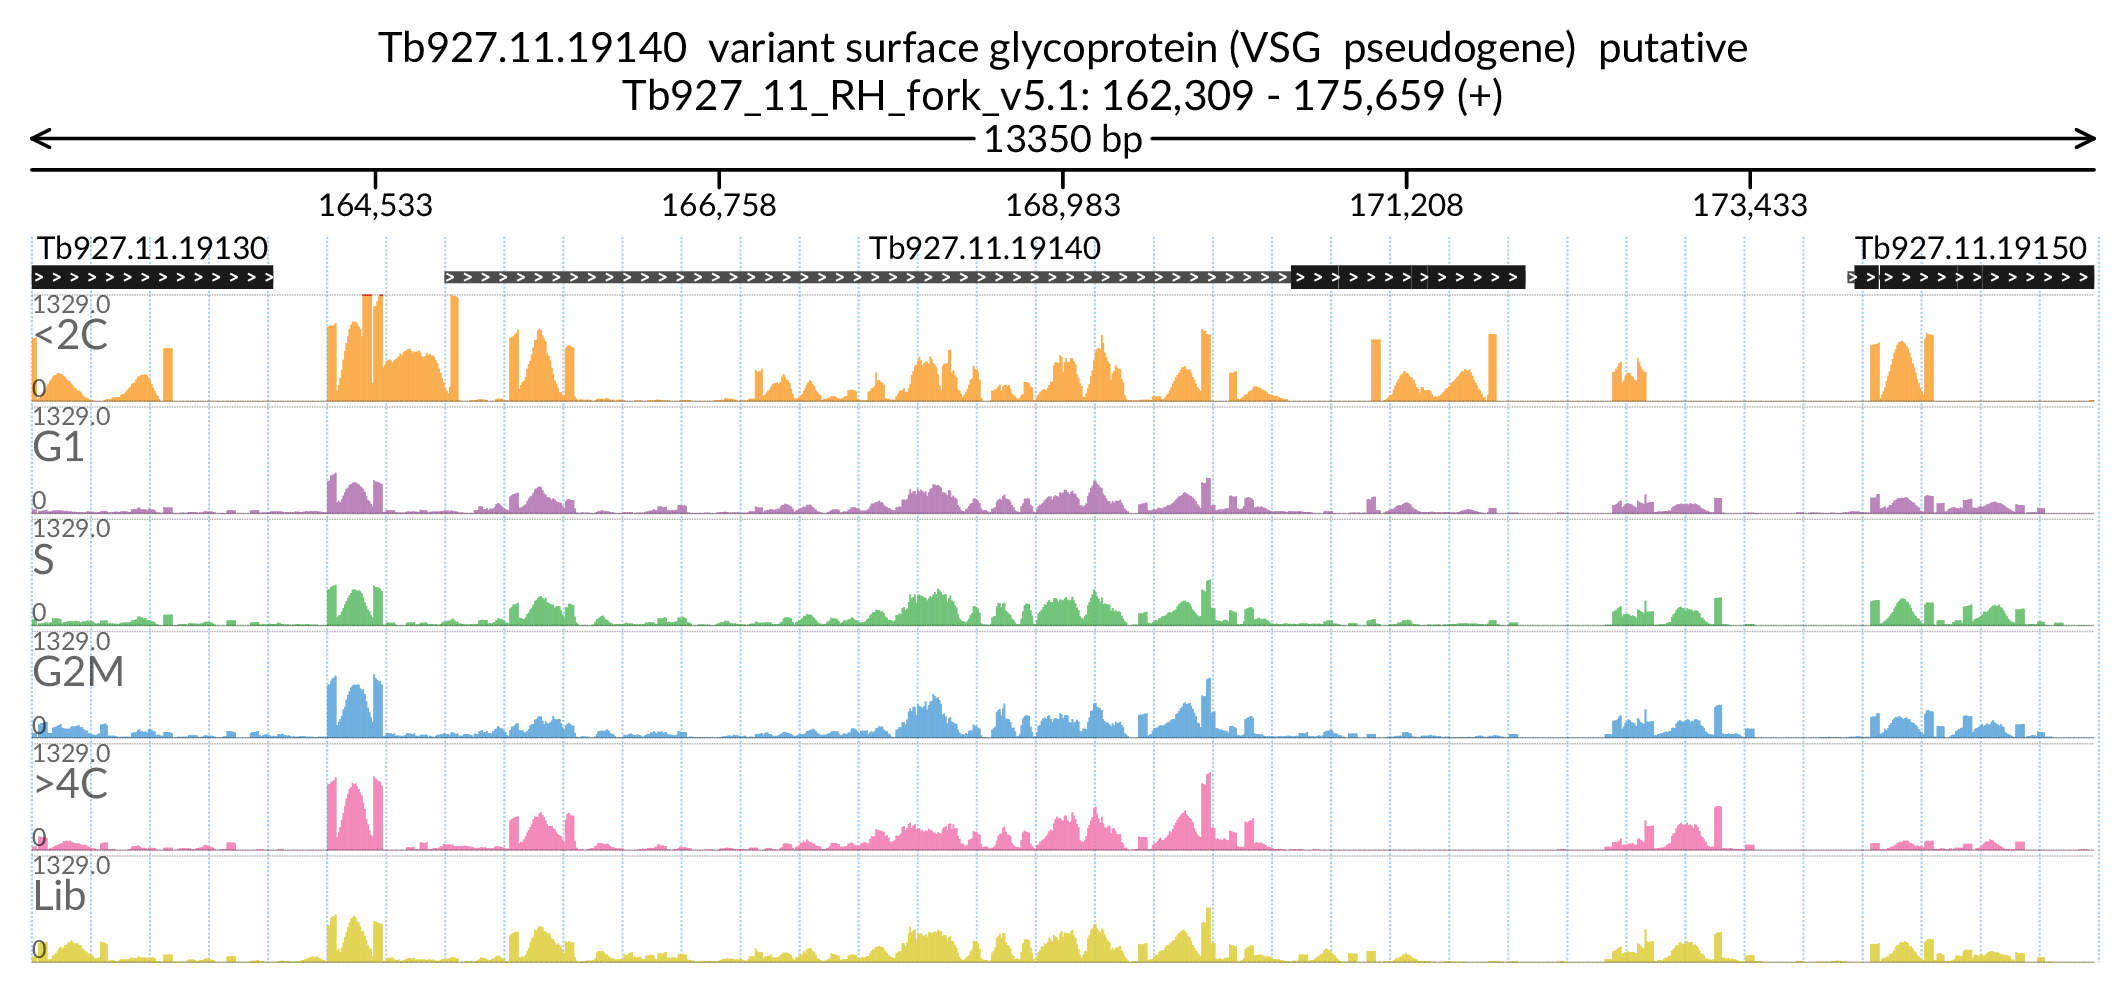 Tb927.11.19140 variant surface glycoprotein (VSG pseudogene) putative
Tb927_11_RH_fork_v5.1: 162,309 - 175,659 (+)
13350 bp
164,533 166,758 168,983 171,208 173,433
Tb927.11.19130 Tb927.11.19140 Tb927.11.19150
1329.0
<2C
0
1329.0
G1
0
1329.0
S
0
1329.0
G2M
0
1329.0
>4C
0
1329.0
Lib
0